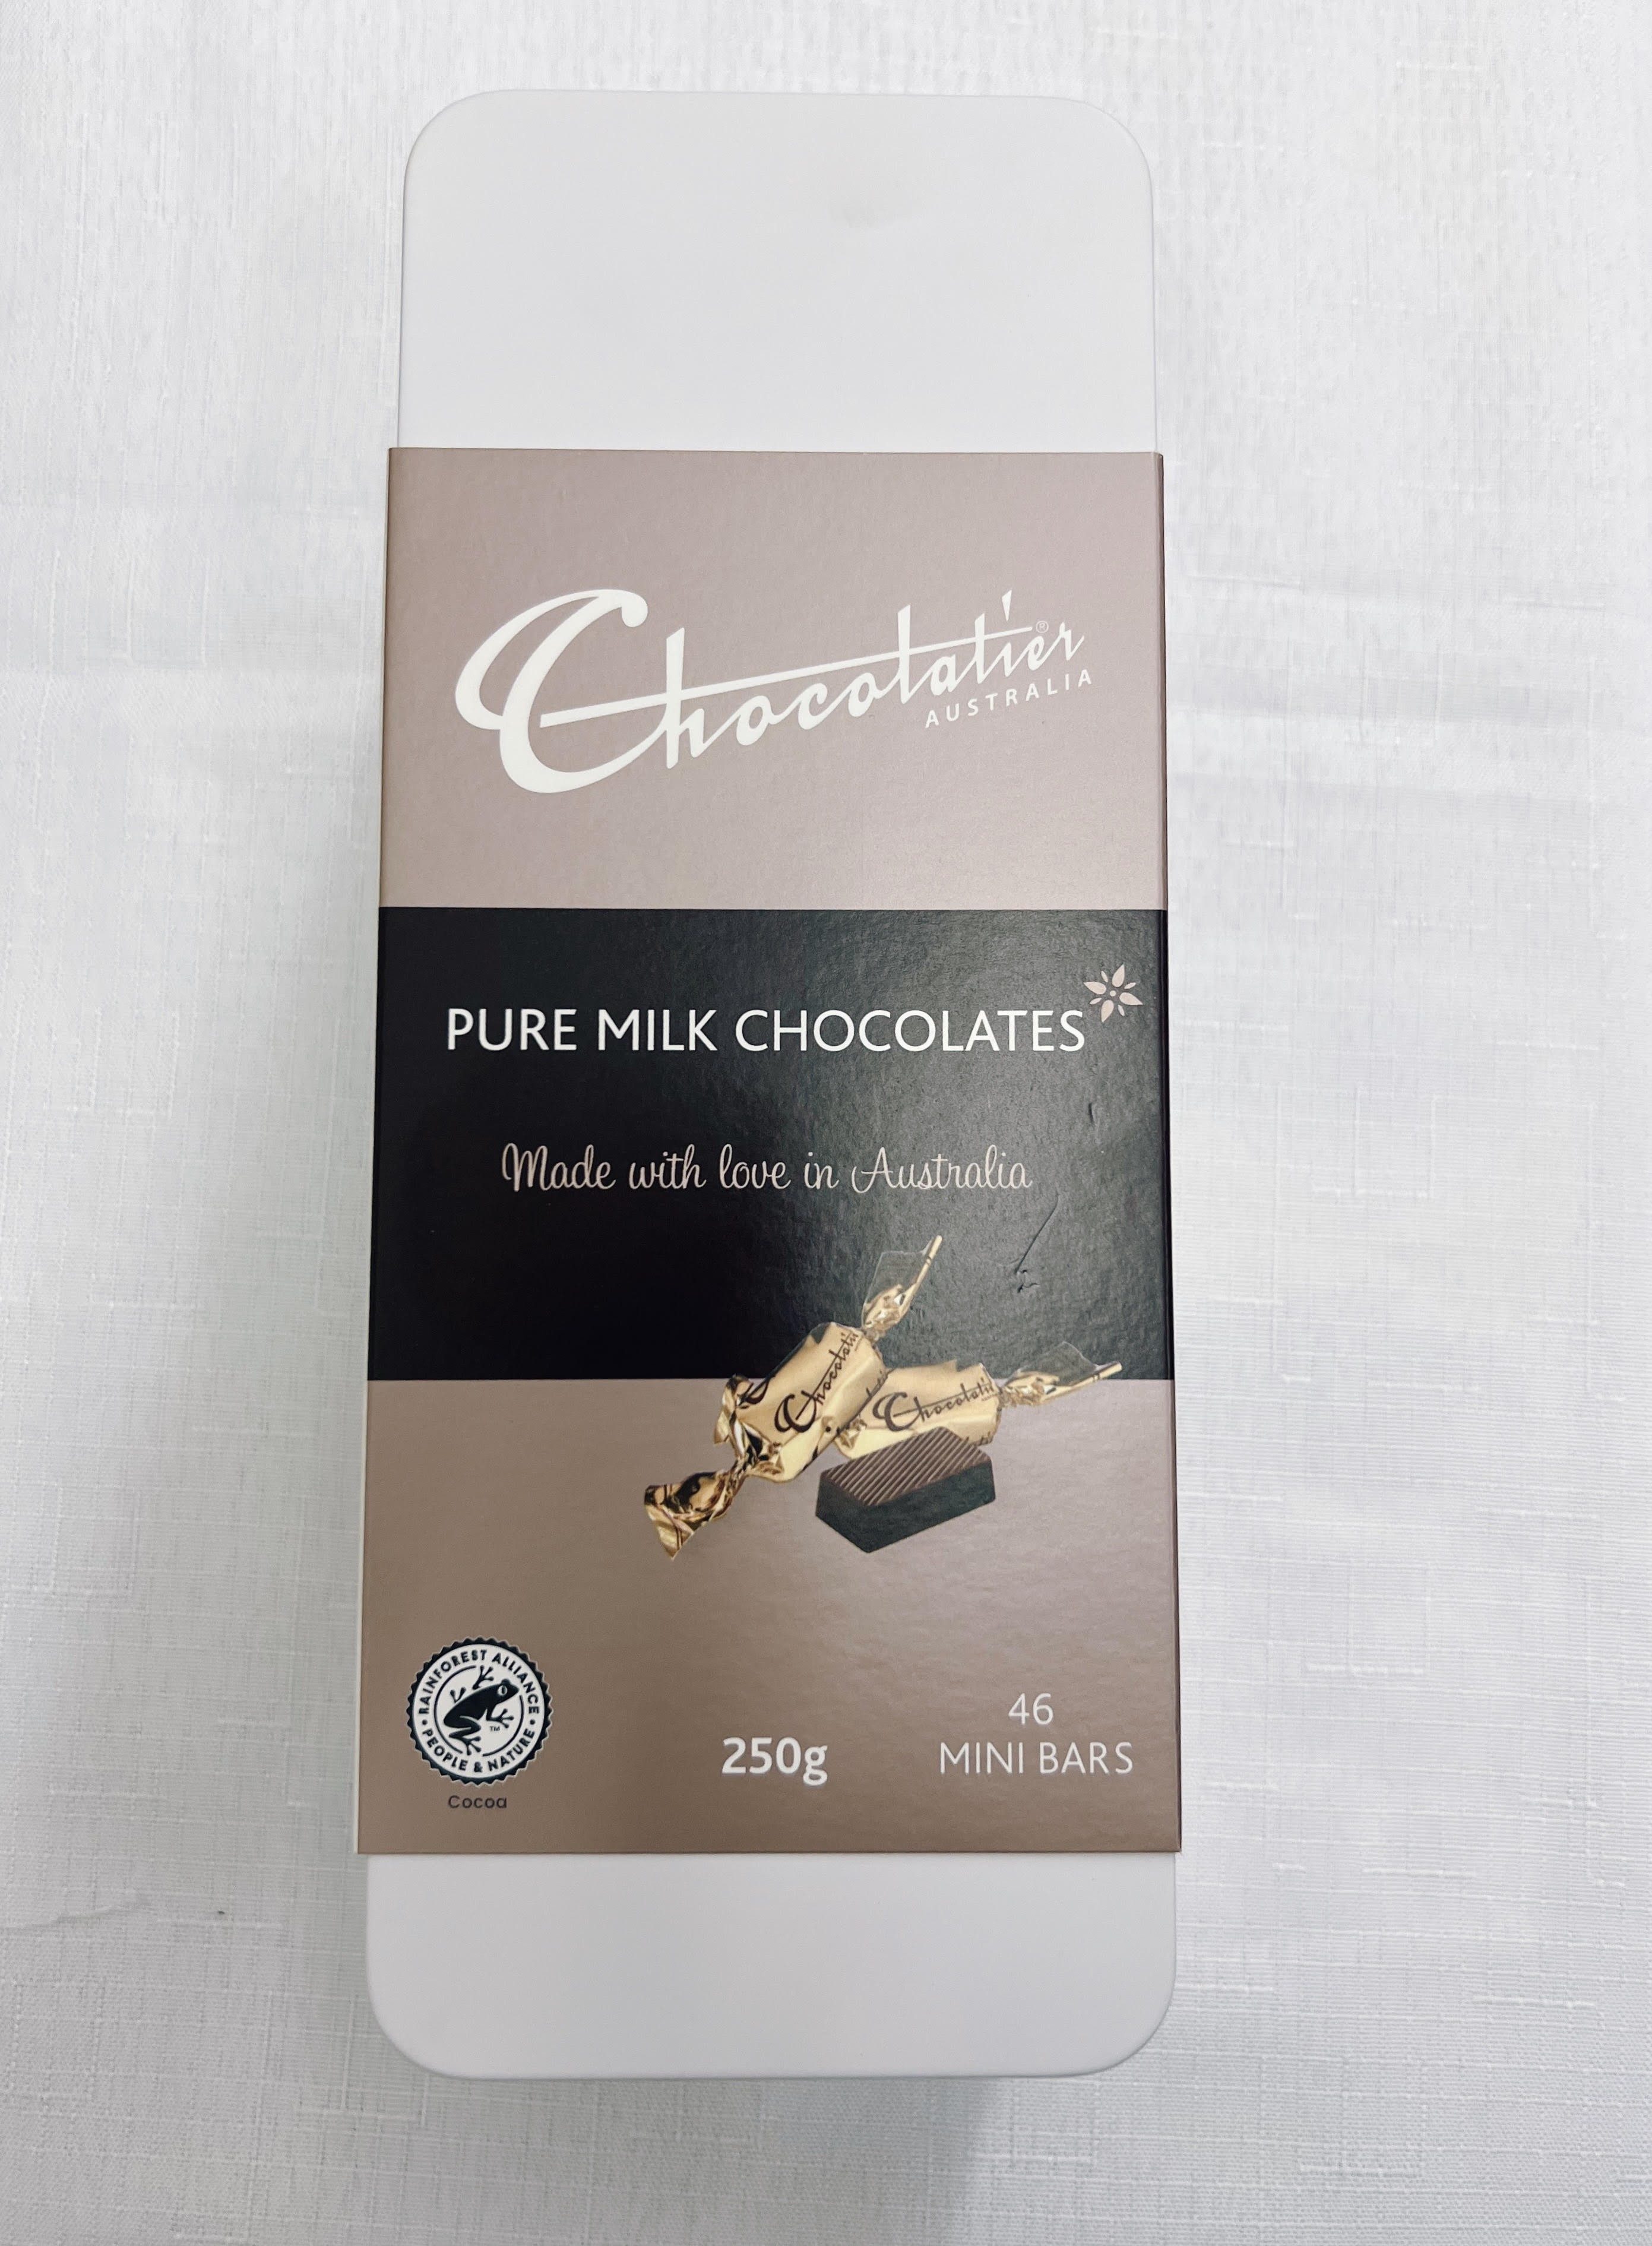 Chocolatier®
AUSTRALIA
PURE MILK CHOCOLATES
Made with love in Australia
Chocolatier
Chocolatier
RAINFOREST ALLIANCE
PEOPLE & NATURE
TM
Cocoa
250g
46
MINI BARS